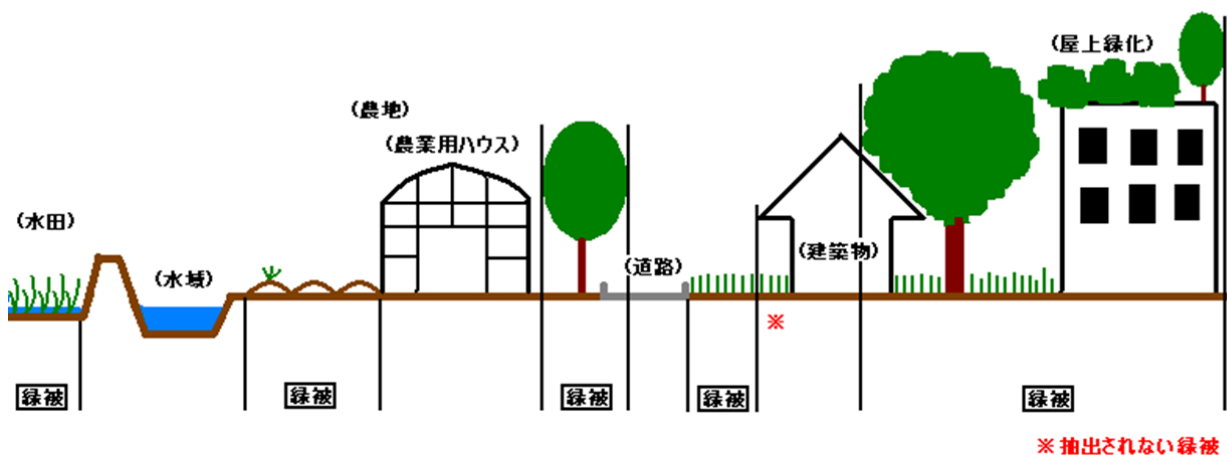 (屋上緑化)
(農地)
(農業用ハウス)
(水田)
(水域)
(道路)
(建築物)
※
緑被
緑被
緑被
緑被
緑被
※抽出されない緑被